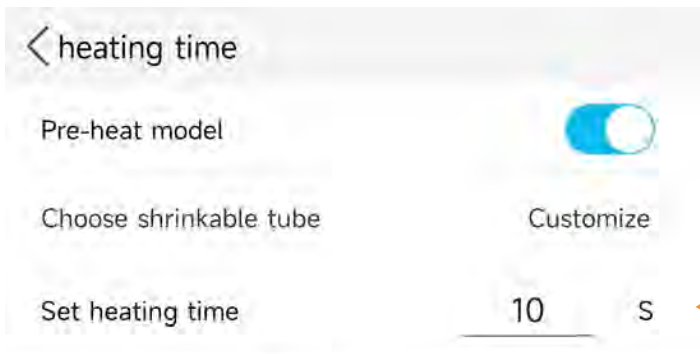 heating time
Pre-heat model
Choose shrinkable tube Customize
Set heating time 10 S